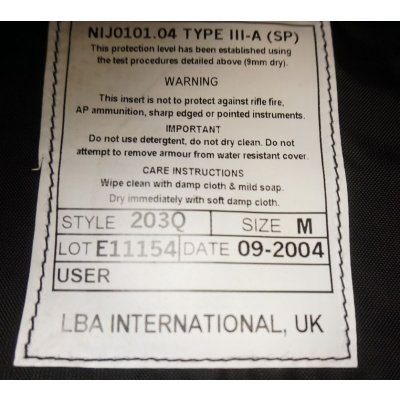 NIJ0101.04 TYPE III-A (SP)
This protection level has been established using
the test procedures detailed above (9mm dry).
WARNING
This insert is not to protect against rifle fire,
AP ammunition, sharp edged or pointed instruments.
IMPORTANT
Do not use detergtent, do not dry clean. Do not
attempt to remove armour from water resistant cover.
CARE INSTRUCTIONS
Wipe clean with damp cloth & mild soap.
Dry immediately with soft damp cloth.
STYLE 203Q SIZE M
LOT E11154 DATE 09-2004
USER
LBA INTERNATIONAL, UK